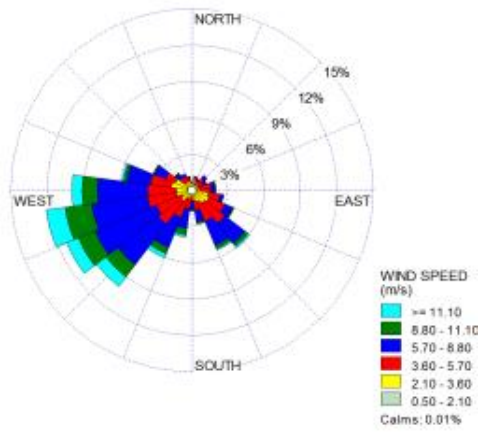 NORTH
15%
12%
9%
6%
3%
WEST
EAST
SOUTH
WIND SPEED
(m/s)
>= 11.10
8.80 - 11.10
5.70 - 8.80
3.60 - 5.70
2.10 - 3.60
0.50 - 2.10
Calms: 0.01%